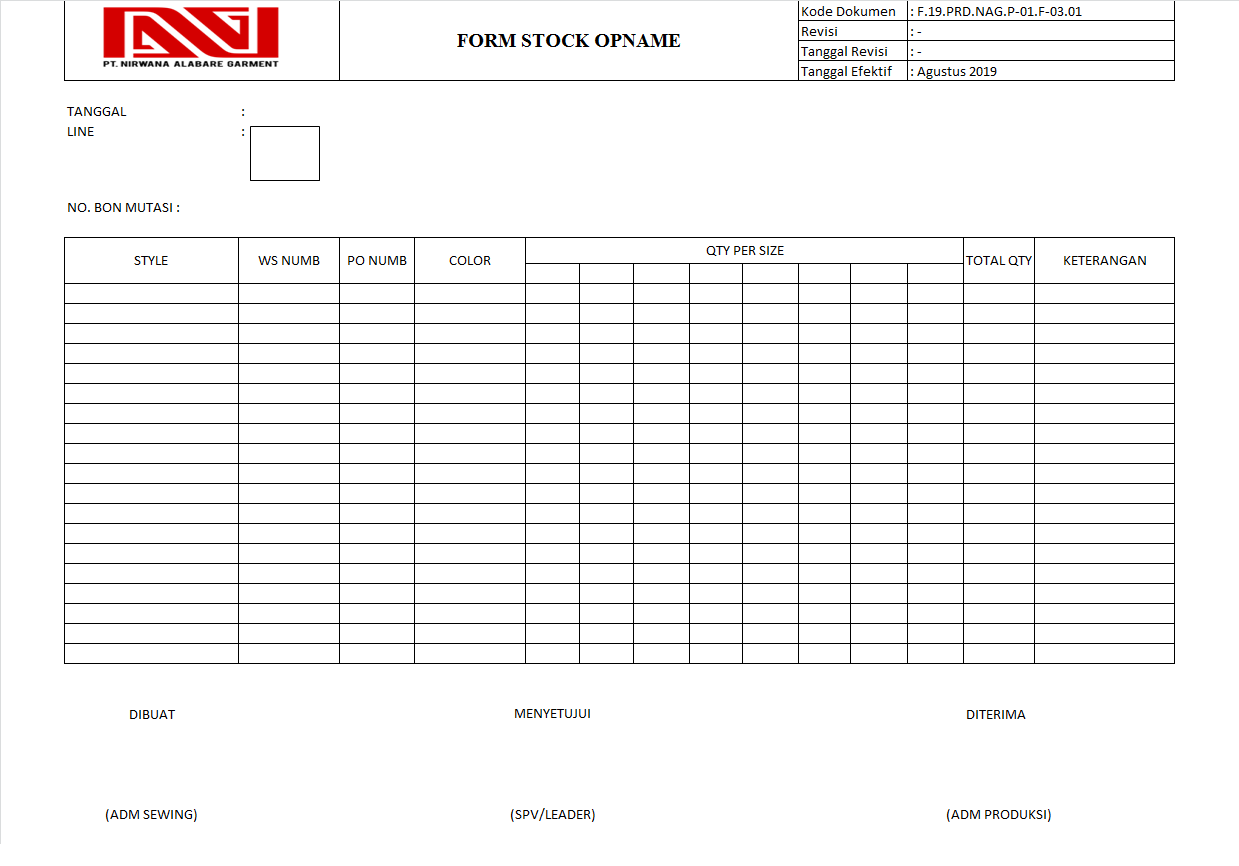 PT. NIRWANA ALABARE GARMENT
FORM STOCK OPNAME
Kode Dokumen : F.19.PRD.NAG.P-01.F-03.01
Revisi : -
Tanggal Revisi : -
Tanggal Efektif : Agustus 2019
TANGGAL :
LINE :
NO. BON MUTASI :
STYLE WS NUMB PO NUMB COLOR QTY PER SIZE TOTAL QTY KETERANGAN
DIBUAT MENYETUJUI DITERIMA
(ADM SEWING) (SPV/LEADER) (ADM PRODUKSI)